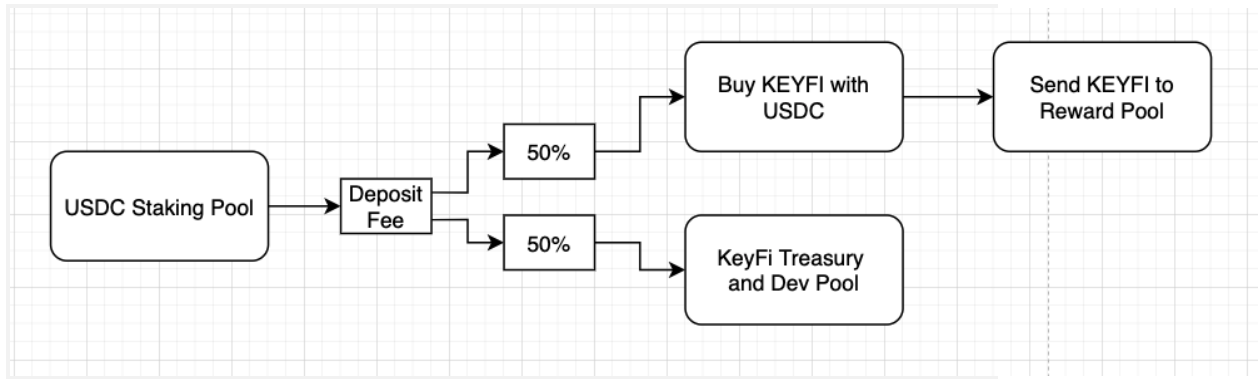 USDC Staking Pool
Deposit
Fee
50%
50%
Buy KEYFI with
USDC
Send KEYFI to
Reward Pool
KeyFi Treasury
and Dev Pool